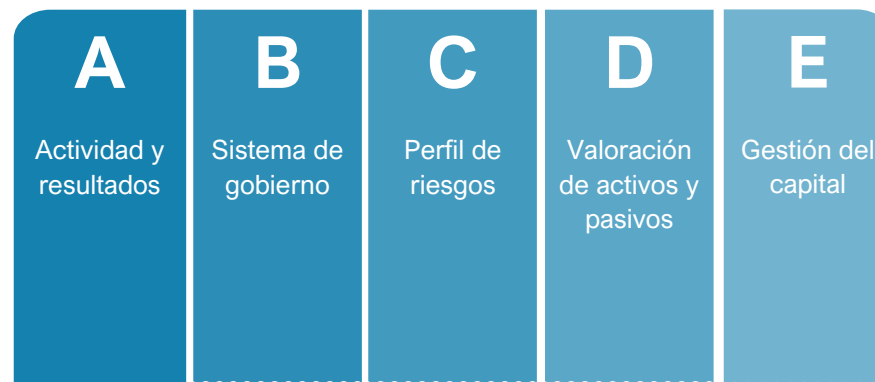 A
Actividad y
resultados
B
Sistema de
gobierno
C
Perfil de
riesgos
D
Valoración
de activos y
pasivos
E
Gestión del
capital